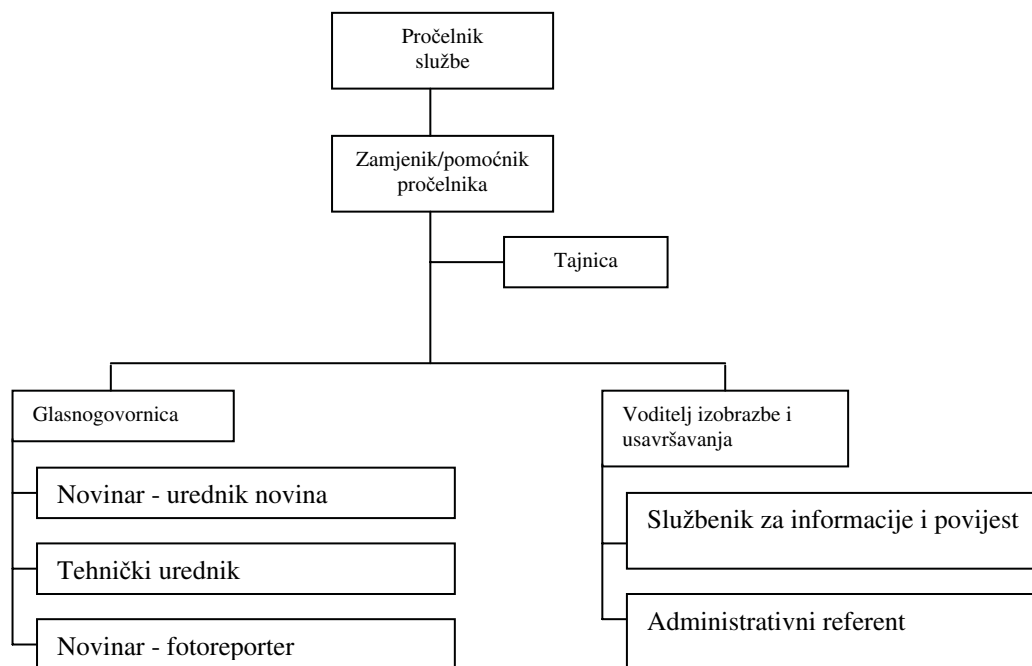 Pročelnik
službe
Zamjenik/pomoćnik
pročelnika
Tajnica
Glasnogovornica
Novinar - urednik novina
Tehnički urednik
Novinar - fotoreporter
Voditelj izobrazbe i
usavršavanja
Službenik za informacije i povijest
Administrativni referent